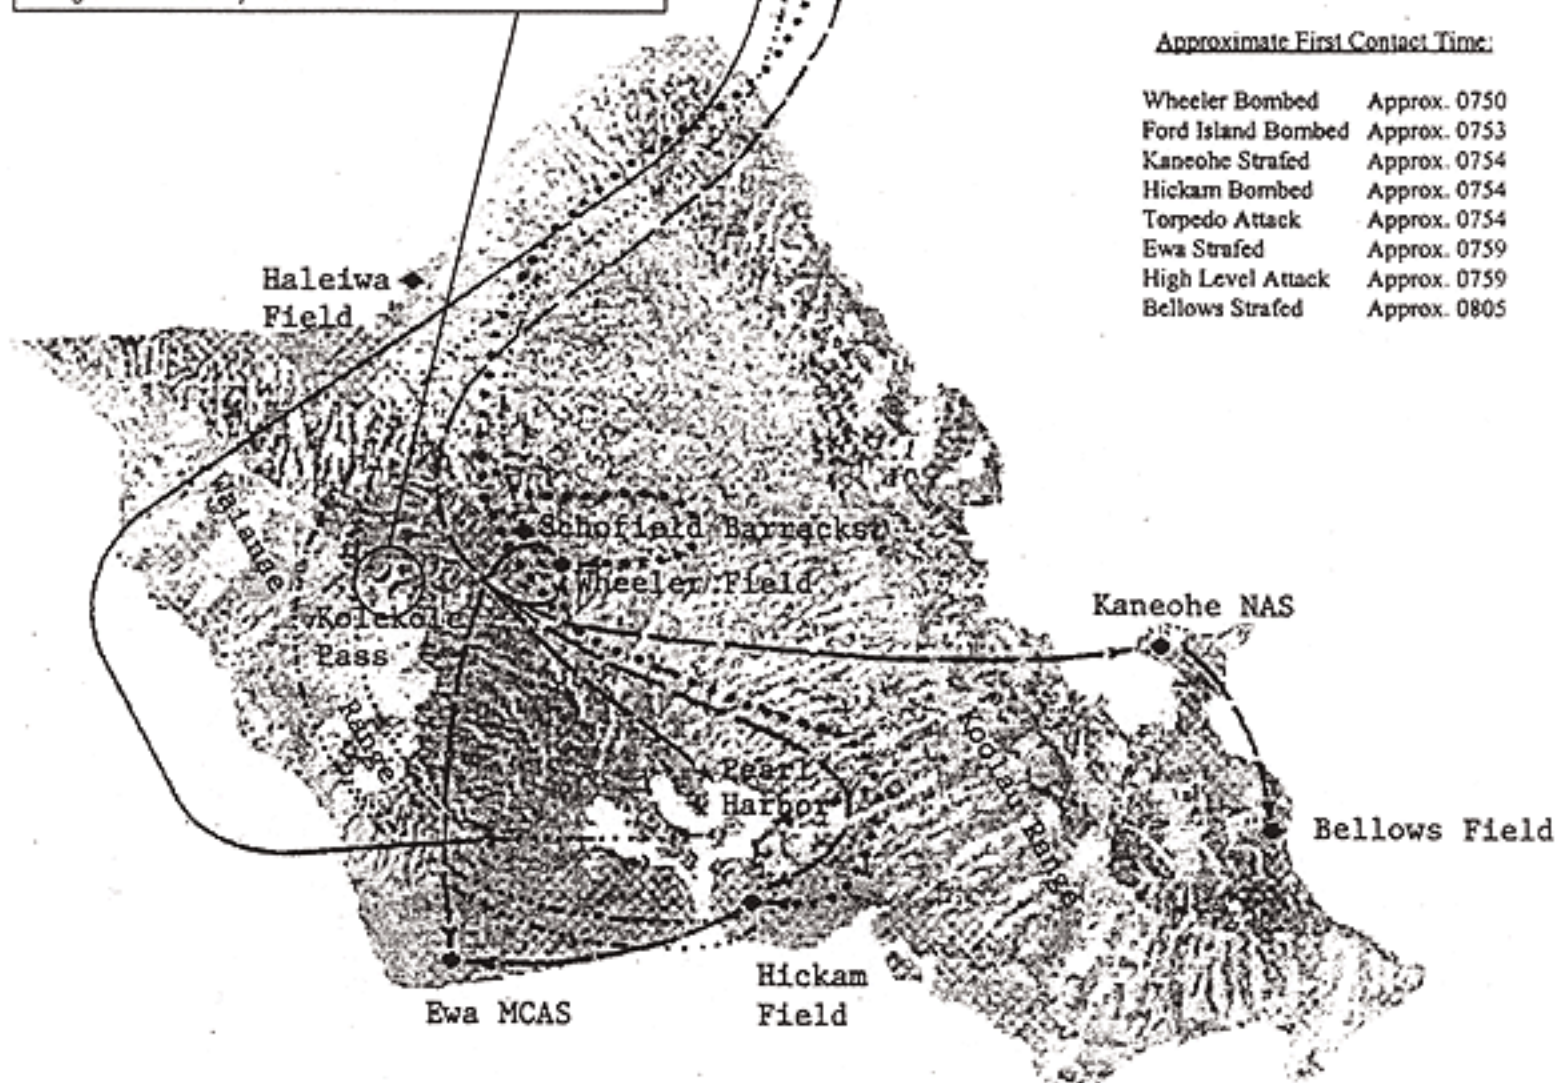 Approximate First Contact Time:
Wheeler Bombed Approx. 0750
Ford Island Bombed Approx. 0753
Kaneohe Strafed Approx. 0754
Hickam Bombed Approx. 0754
Torpedo Attack Approx. 0754
Ewa Strafed Approx. 0759
High Level Attack Approx. 0759
Bellows Strafed Approx. 0805
Haleiwa
Field
Waianae
Schofield Barracks
Wheeler Field
Kolekole
Pass
Range
Kaneohe NAS
Koolau Range
Pearl
Harbor
Bellows Field
Hickam
Field
Ewa MCAS